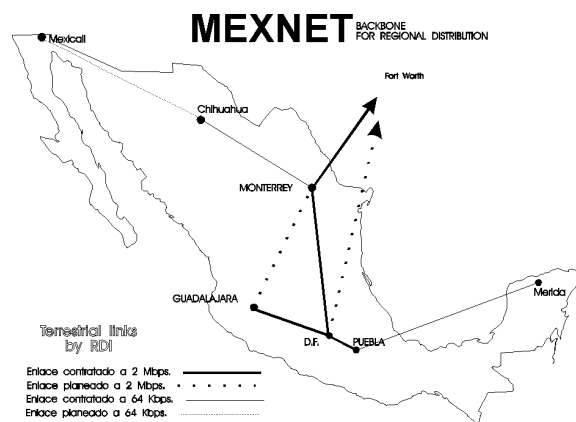 MEXNET
BACKBONE
FOR REGIONAL DISTRIBUTION
Mexicali
Fort Worth
Chihuahua
MONTERREY
GUADALAJARA
Merida
D.F.
PUEBLA
Terrestrial links
by RDI
Enlace contratado a 2 Mbps.
Enlace planeado a 2 Mbps.
Enlace contratado a 64 Kbps.
Enlace planeado a 64 Kbps.